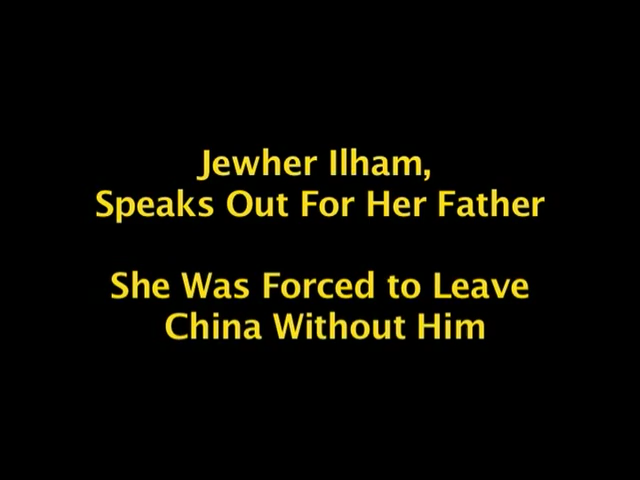 Jewher Ilham,
Speaks Out For Her Father
She Was Forced to Leave
China Without Him